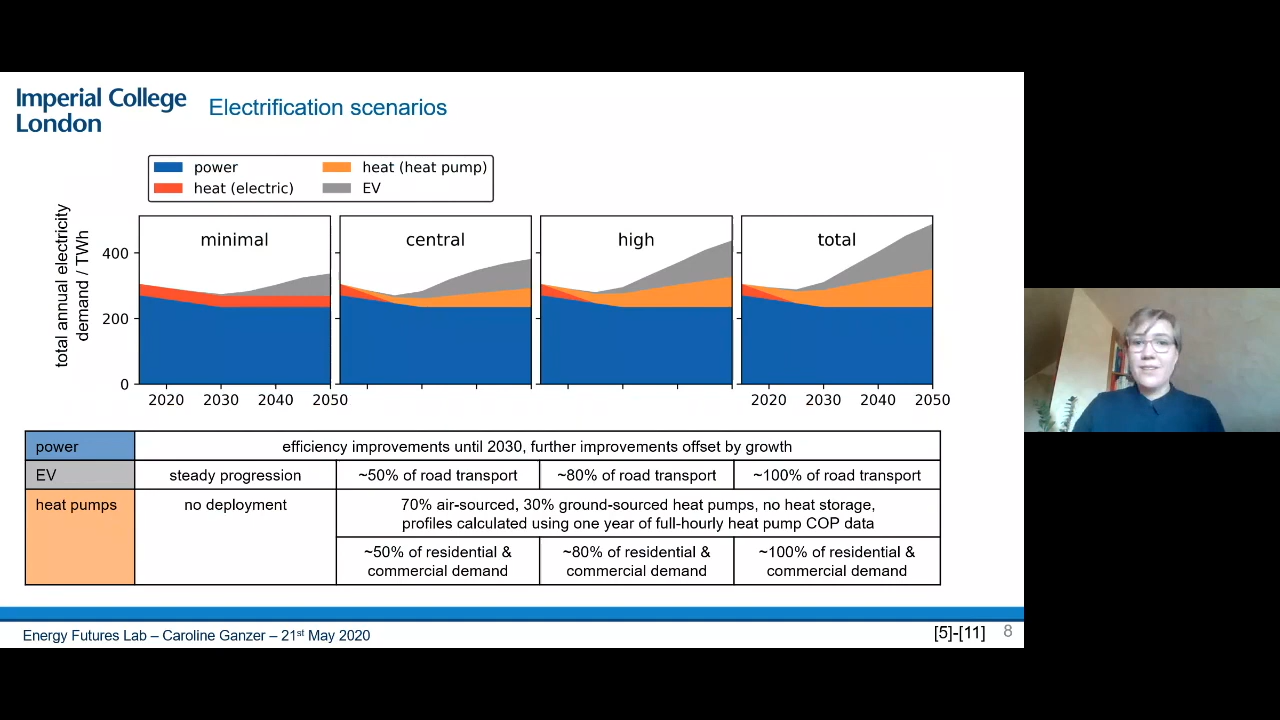 Imperial College
London
Electrification scenarios
power
heat (electric)
heat (heat pump)
EV
total annual electricity
demand / TWh
400
200
0
minimal
central
high
total
2020 2030 2040 2050
2020 2030 2040 2050
power
efficiency improvements until 2030, further improvements offset by growth
EV
steady progression
~50% of road transport
~80% of road transport
~100% of road transport
heat pumps
no deployment
70% air-sourced, 30% ground-sourced heat pumps, no heat storage,
profiles calculated using one year of full-hourly heat pump COP data
~50% of residential &
commercial demand
~80% of residential &
commercial demand
~100% of residential &
commercial demand
Energy Futures Lab – Caroline Ganzer – 21st May 2020
[5]-[11]
8